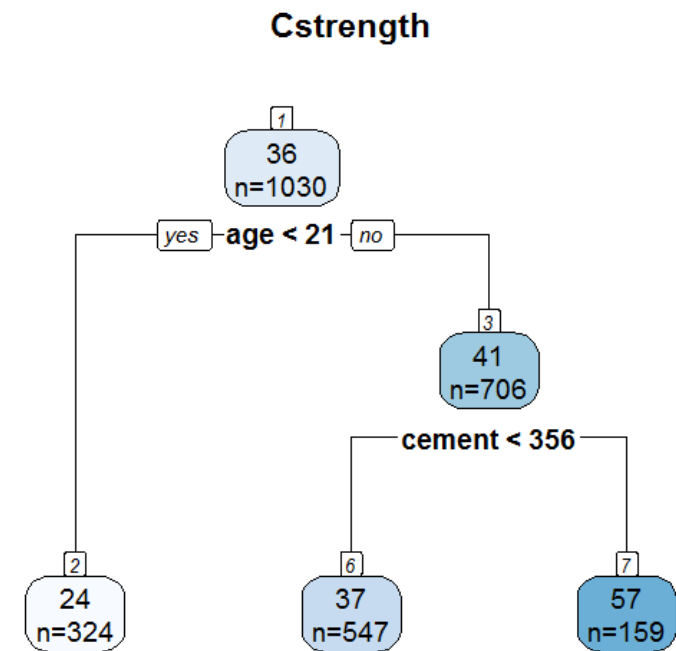 Cstrength
1
36
n=1030
yes age < 21 no
3
41
n=706
cement < 356
2
24
n=324
6
37
n=547
7
57
n=159